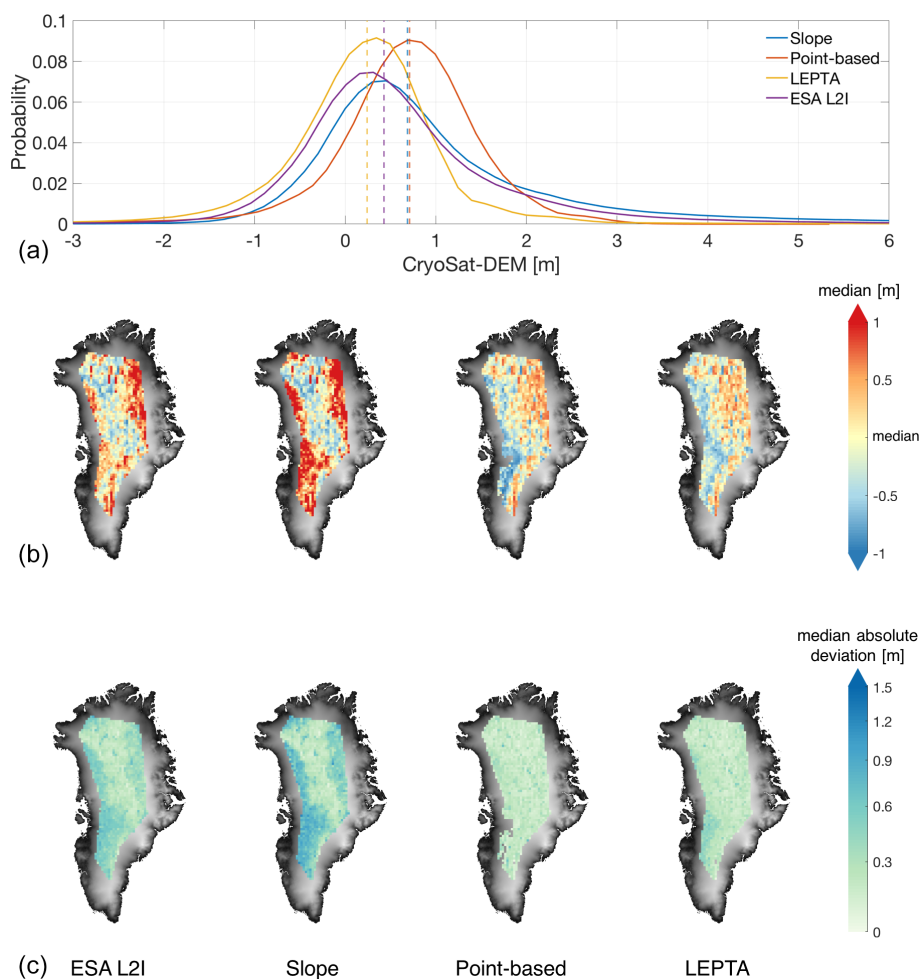 0.1
0.08
0.06
0.04
0.02
0
Probability
Slope
Point-based
LEPTA
ESA L2I
-3 -2 -1 0 1 2 3 4 5 6
CryoSat-DEM [m]
(a)
median [m]
1
0.5
median
-0.5
-1
(b)
median absolute
deviation [m]
1.5
1.2
0.9
0.6
0.3
0
(c) ESA L2I Slope Point-based LEPTA